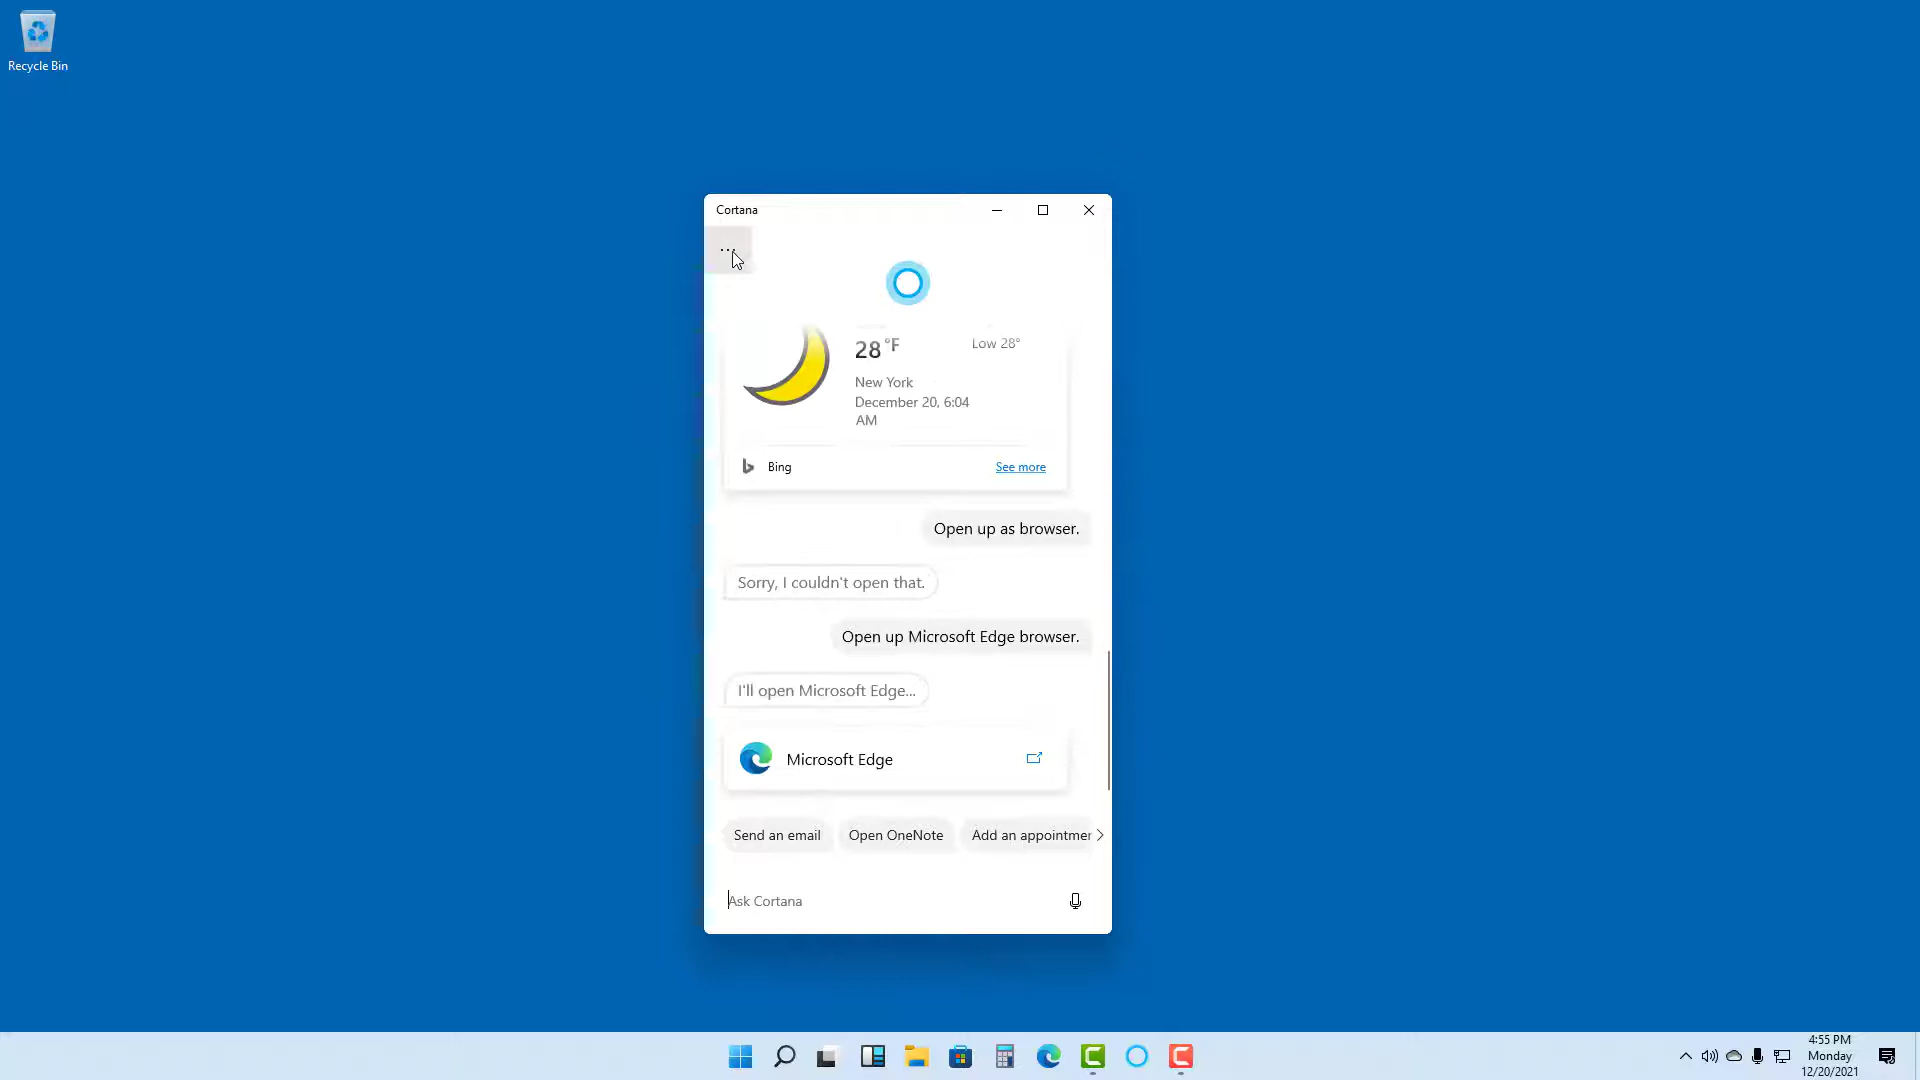 Recycle Bin
Cortana
...
28 °F
Low 28°
New York
December 20, 6:04
AM
Bing
See more
Open up as browser.
Sorry, I couldn't open that.
Open up Microsoft Edge browser.
I'll open Microsoft Edge...
Microsoft Edge
Send an email
Open OneNote
Add an appointmer
Ask Cortana
4:55 PM
Monday
12/20/2021